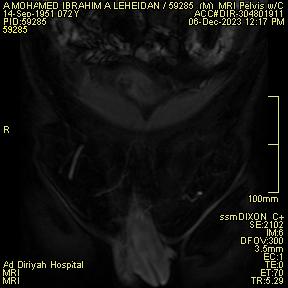 A MOHAMED IBRAHIM A LEHEIDAN / 59285 (M) MRI Pelvis w/C
14-Sep-1951 072Y ACC#DIR-304801911
PID:59285 06-Dec-2023 12:17 PM
59285
R
100mm
ssmDIXON C+
SE:2102
IM:6
DFOV:300
3.5mm
EC:1
Ad Diriyah Hospital TE:0
MRI ET:70
MRI TR:5.29